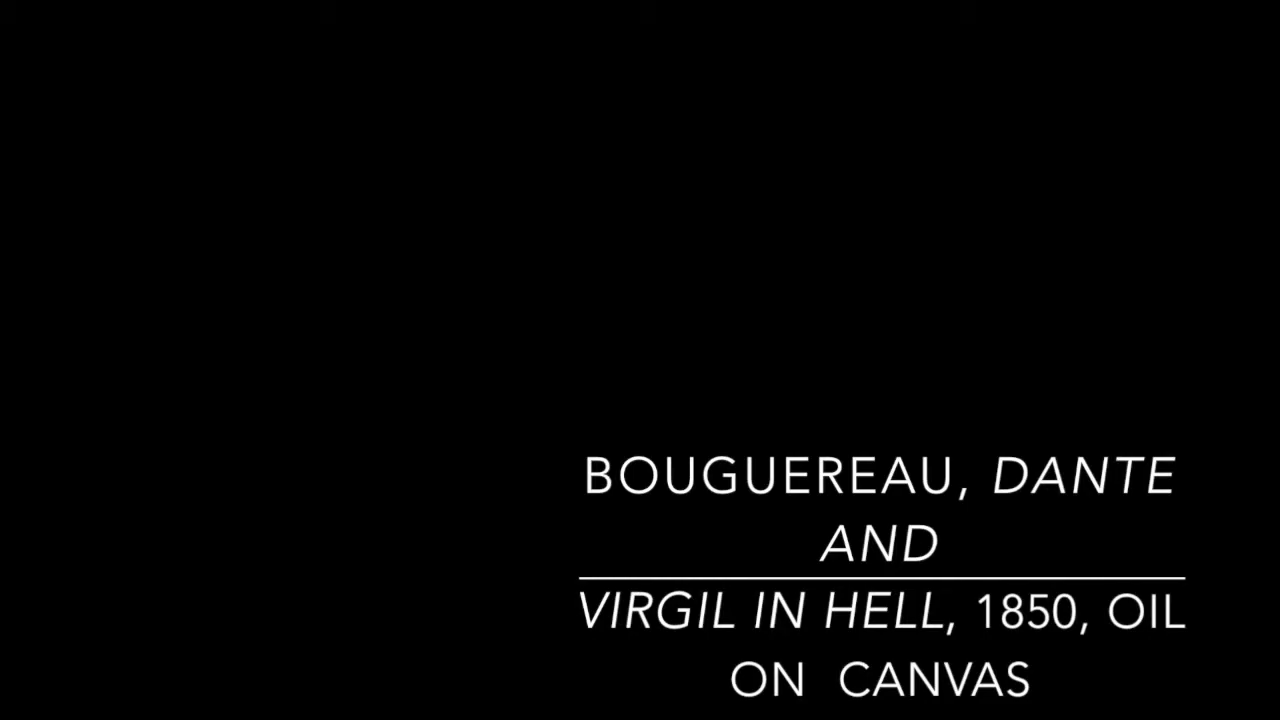 BOUGUEREAU, DANTE
AND
VIRGIL IN HELL, 1850, OIL
ON CANVAS